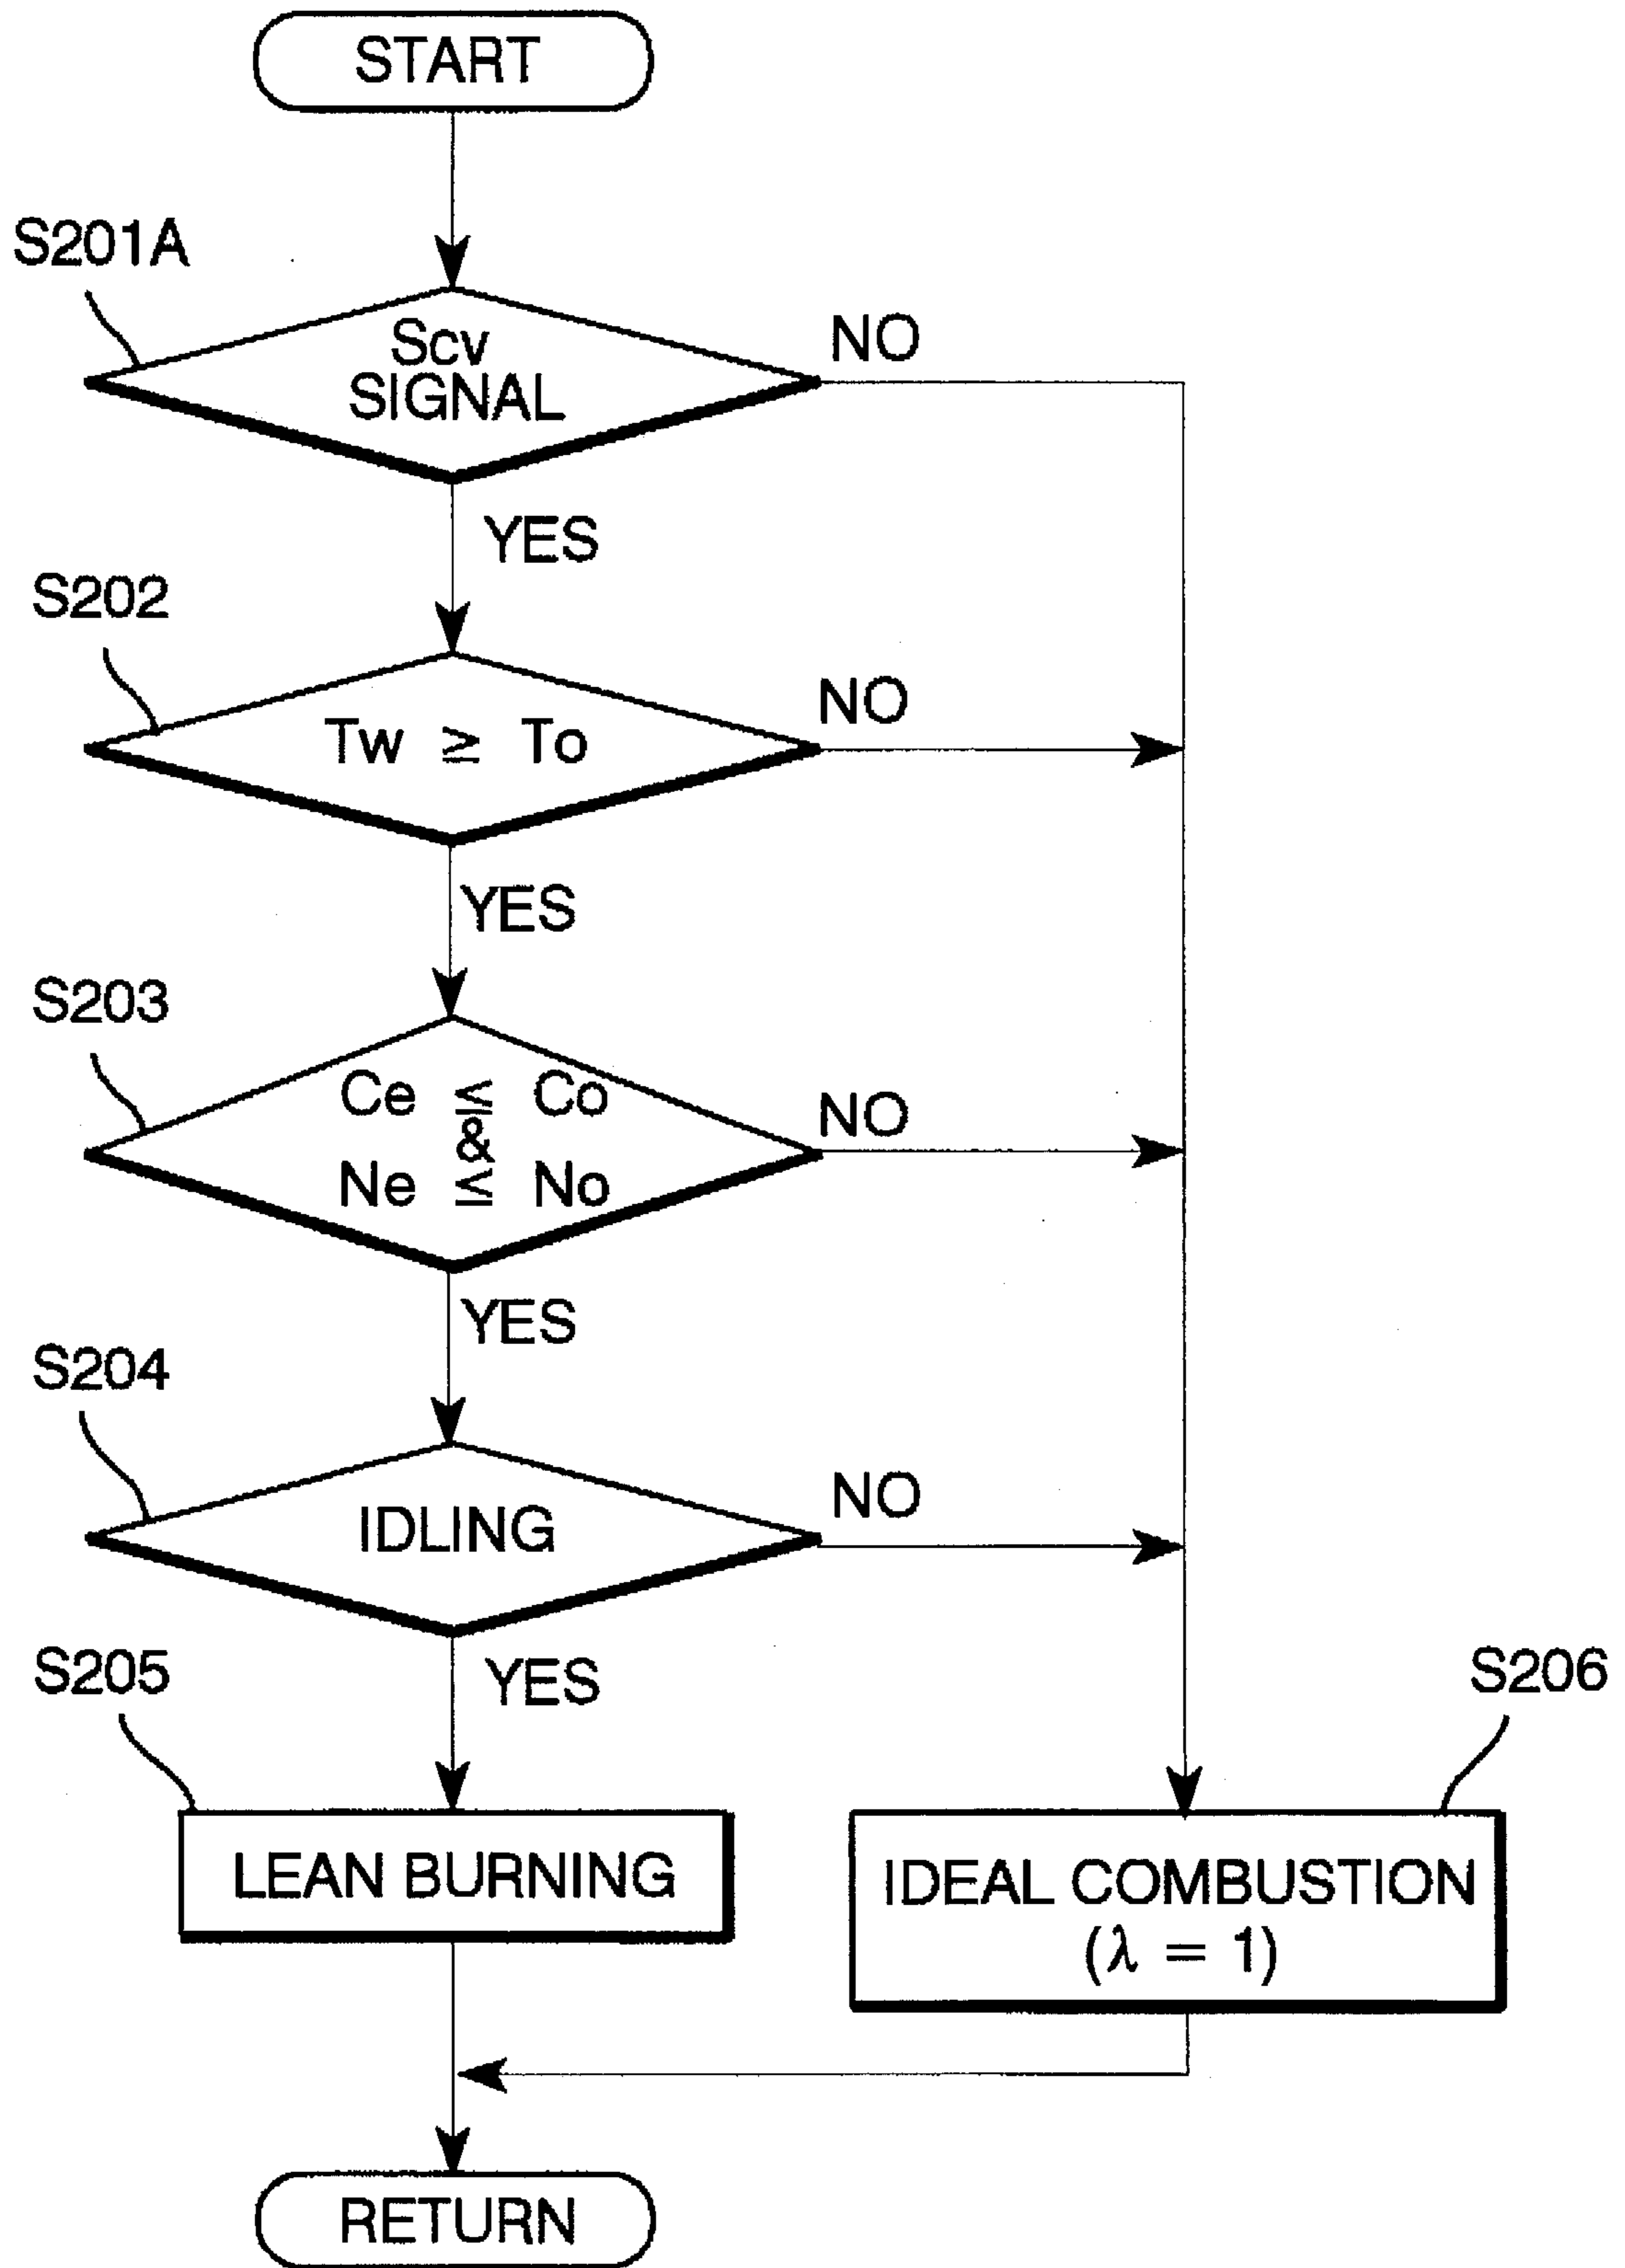 START
S201A
Scv
SIGNAL
NO
YES
S202
Tw ≥ To
NO
YES
S203
Ce ≤ Co
&
Ne ≤ No
NO
YES
S204
IDLING
NO
YES
S205
S206
LEAN BURNING
IDEAL COMBUSTION
(λ = 1)
RETURN